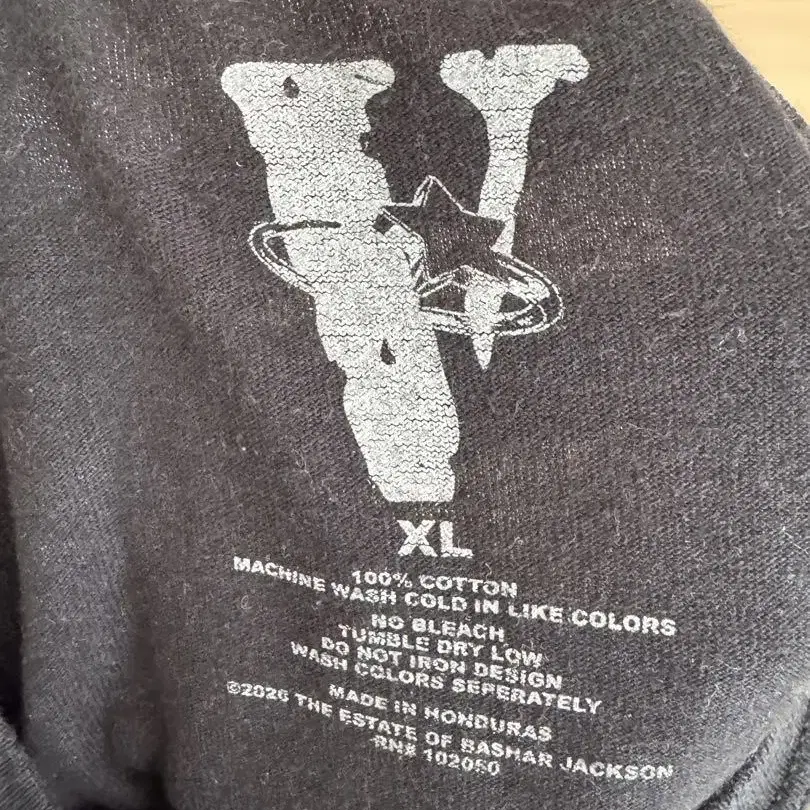 V
XL
100% COTTON
MACHINE WASH COLD IN LIKE COLORS
NO BLEACH
TUMBLE DRY LOW
DO NOT IRON DESIGN
WASH COLORS SEPERATELY
MADE IN HONDURAS
©2026 THE ESTATE OF BASHAR JACKSON
RN# 102050